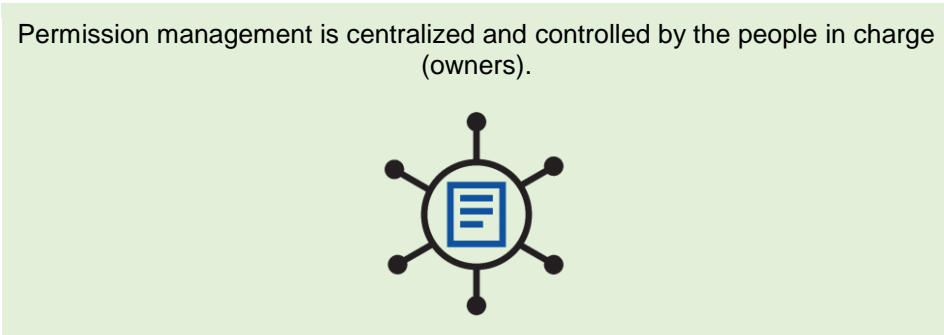 Permission management is centralized and controlled by the people in charge
(owners).